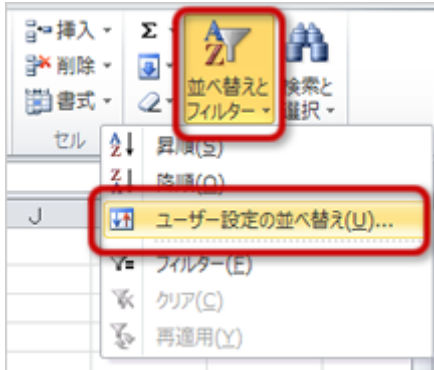 挿入
削除
書式
セル
Σ
A
Z
並べ替えと
フィルター
検索と
選択
J
昇順(S)
降順(O)
ユーザー設定の並べ替え(U)...
フィルター(F)
クリア(C)
再適用(Y)